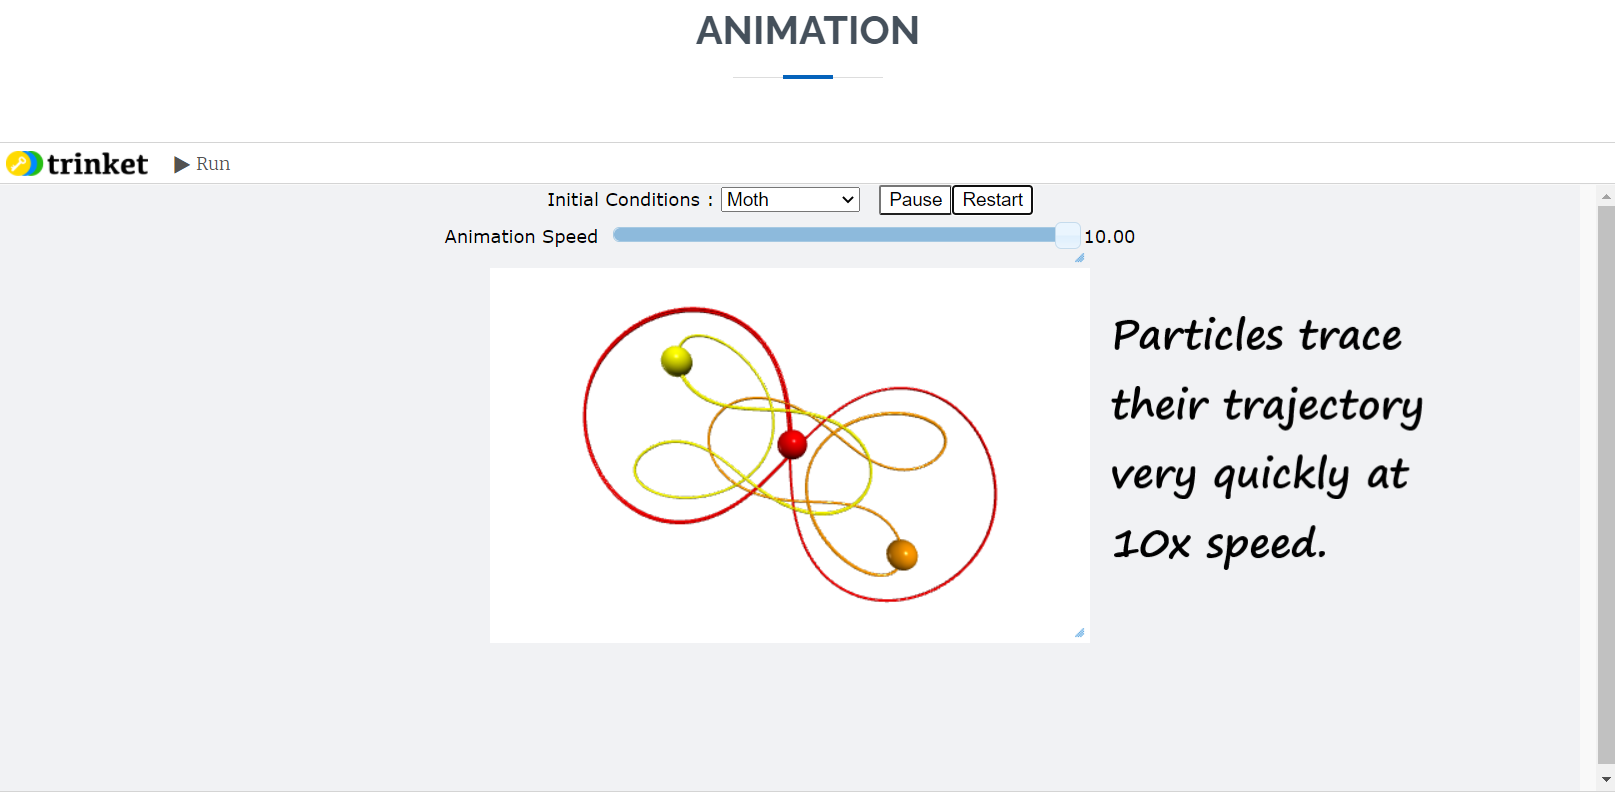 ANIMATION
trinket Run
Initial Conditions : Moth Pause Restart
Animation Speed 10.00
Particles trace
their trajectory
very quickly at
10x speed.